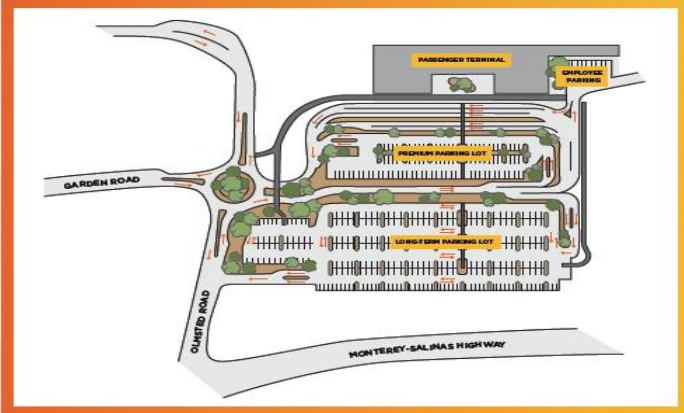 PASSENGER TERMINAL
EMPLOYEE
PARKING
PREMIUM PARKING LOT
GARDEN ROAD
LONG-TERM PARKING LOT
OLMSTED ROAD
MONTEREY-SALINAS HIGHWAY